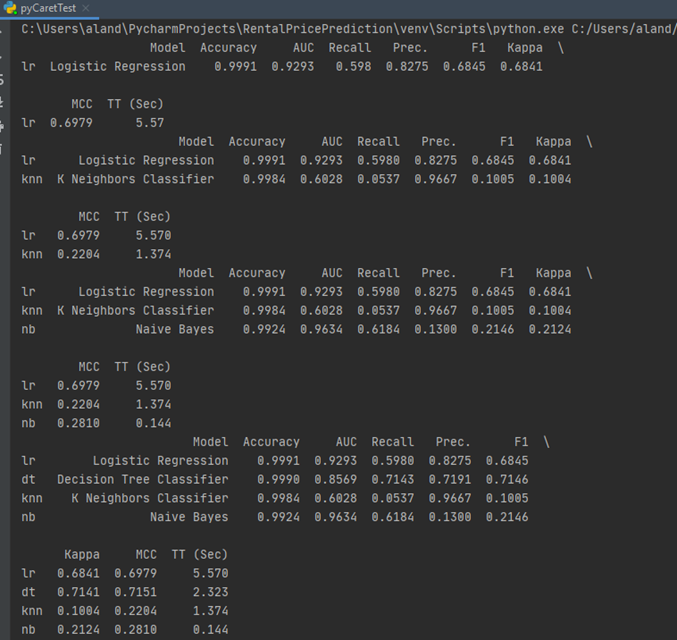 pyCaretTest ×
C:\Users\aland\PycharmProjects\RentalPricePrediction\venv\Scripts\python.exe C:/Users/aland/
Model Accuracy AUC Recall Prec. F1 Kappa \
lr Logistic Regression 0.9991 0.9293 0.598 0.8275 0.6845 0.6841
MCC TT (Sec)
lr 0.6979 5.57
Model Accuracy AUC Recall Prec. F1 Kappa \
lr Logistic Regression 0.9991 0.9293 0.5980 0.8275 0.6845 0.6841
knn K Neighbors Classifier 0.9984 0.6028 0.0537 0.9667 0.1005 0.1004
MCC TT (Sec)
lr 0.6979 5.570
knn 0.2204 1.374
Model Accuracy AUC Recall Prec. F1 Kappa \
lr Logistic Regression 0.9991 0.9293 0.5980 0.8275 0.6845 0.6841
knn K Neighbors Classifier 0.9984 0.6028 0.0537 0.9667 0.1005 0.1004
nb Naive Bayes 0.9924 0.9634 0.6184 0.1300 0.2146 0.2124
MCC TT (Sec)
lr 0.6979 5.570
knn 0.2204 1.374
nb 0.2810 0.144
Model Accuracy AUC Recall Prec. F1 \
lr Logistic Regression 0.9991 0.9293 0.5980 0.8275 0.6845
dt Decision Tree Classifier 0.9990 0.8569 0.7143 0.7191 0.7146
knn K Neighbors Classifier 0.9984 0.6028 0.0537 0.9667 0.1005
nb Naive Bayes 0.9924 0.9634 0.6184 0.1300 0.2146
Kappa MCC TT (Sec)
lr 0.6841 0.6979 5.570
dt 0.7141 0.7151 2.323
knn 0.1004 0.2204 1.374
nb 0.2124 0.2810 0.144